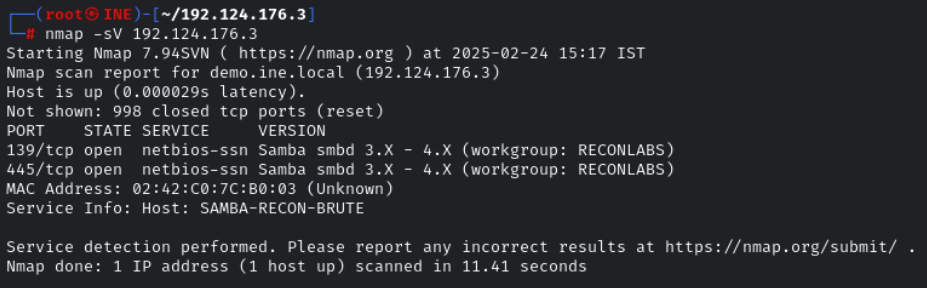 ┌──(root㉿INE)-[~/192.124.176.3]
└─# nmap -sV 192.124.176.3
Starting Nmap 7.94SVN ( https://nmap.org ) at 2025-02-24 15:17 IST
Nmap scan report for demo.ine.local (192.124.176.3)
Host is up (0.000029s latency).
Not shown: 998 closed tcp ports (reset)
PORT    STATE SERVICE     VERSION
139/tcp open  netbios-ssn Samba smbd 3.X - 4.X (workgroup: RECONLABS)
445/tcp open  netbios-ssn Samba smbd 3.X - 4.X (workgroup: RECONLABS)
MAC Address: 02:42:C0:7C:B0:03 (Unknown)
Service Info: Host: SAMBA-RECON-BRUTE

Service detection performed. Please report any incorrect results at https://nmap.org/submit/ .
Nmap done: 1 IP address (1 host up) scanned in 11.41 seconds